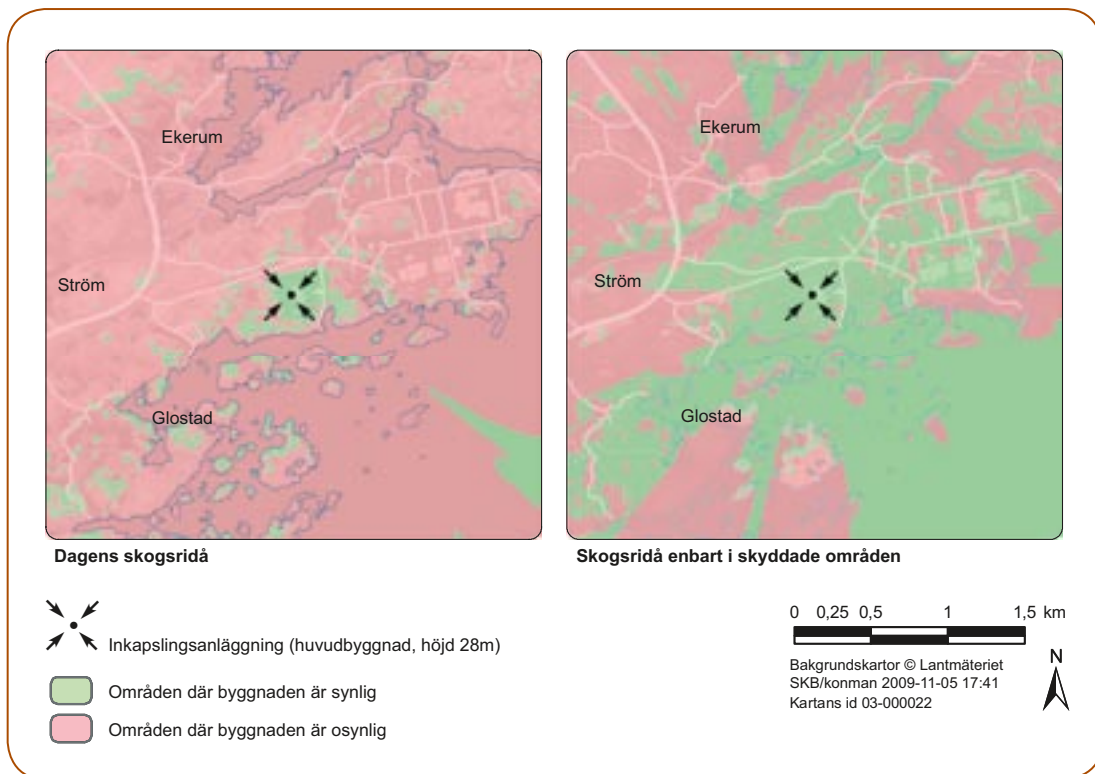 Ekerum
Ström
Glostad
Dagens skogsridå
Ekerum
Ström
Glostad
Skogsridå enbart i skyddade områden
Inkapslingsanläggning (huvudbyggnad, höjd 28m)
Områden där byggnaden är synlig
Områden där byggnaden är osynlig
0 0,25 0,5 1 1,5 km
Bakgrundskartor © Lantmäteriet
SKB/konman 2009-11-05 17:41
Kartans id 03-000022
N